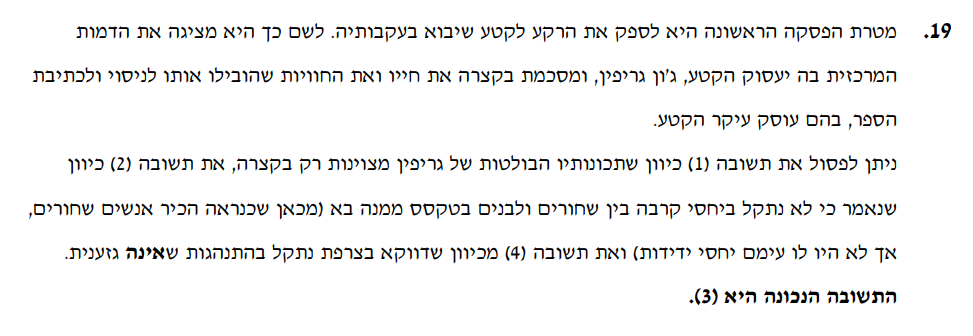 19. מטרת הפסקה הראשונה היא לספק את הרקע לקטע שיבוא בעקבותיה. לשם כך היא מציגה את הדמות
המרכזית בה יעסוק הקטע, ג'ון גריפין, ומסכמת בקצרה את חייו ואת החוויות שהובילו אותו לניסוי ולכתיבת
הספר, בהם עוסק עיקר הקטע.
ניתן לפסול את תשובה (1) כיוון שתכונותיו הבולטות של גריפין מצוינות רק בקצרה, את תשובה (2) כיוון
שנאמר כי לא נתקל ביחסי קרבה בין שחורים ולבנים בטקסס ממנה בא (מכאן שכנראה הכיר אנשים שחורים,
אך לא היו לו עימם יחסי ידידות) ואת תשובה (4) מכיוון שדווקא בצרפת נתקל בהתנהגות שאינה גזענית.
התשובה הנכונה היא (3).